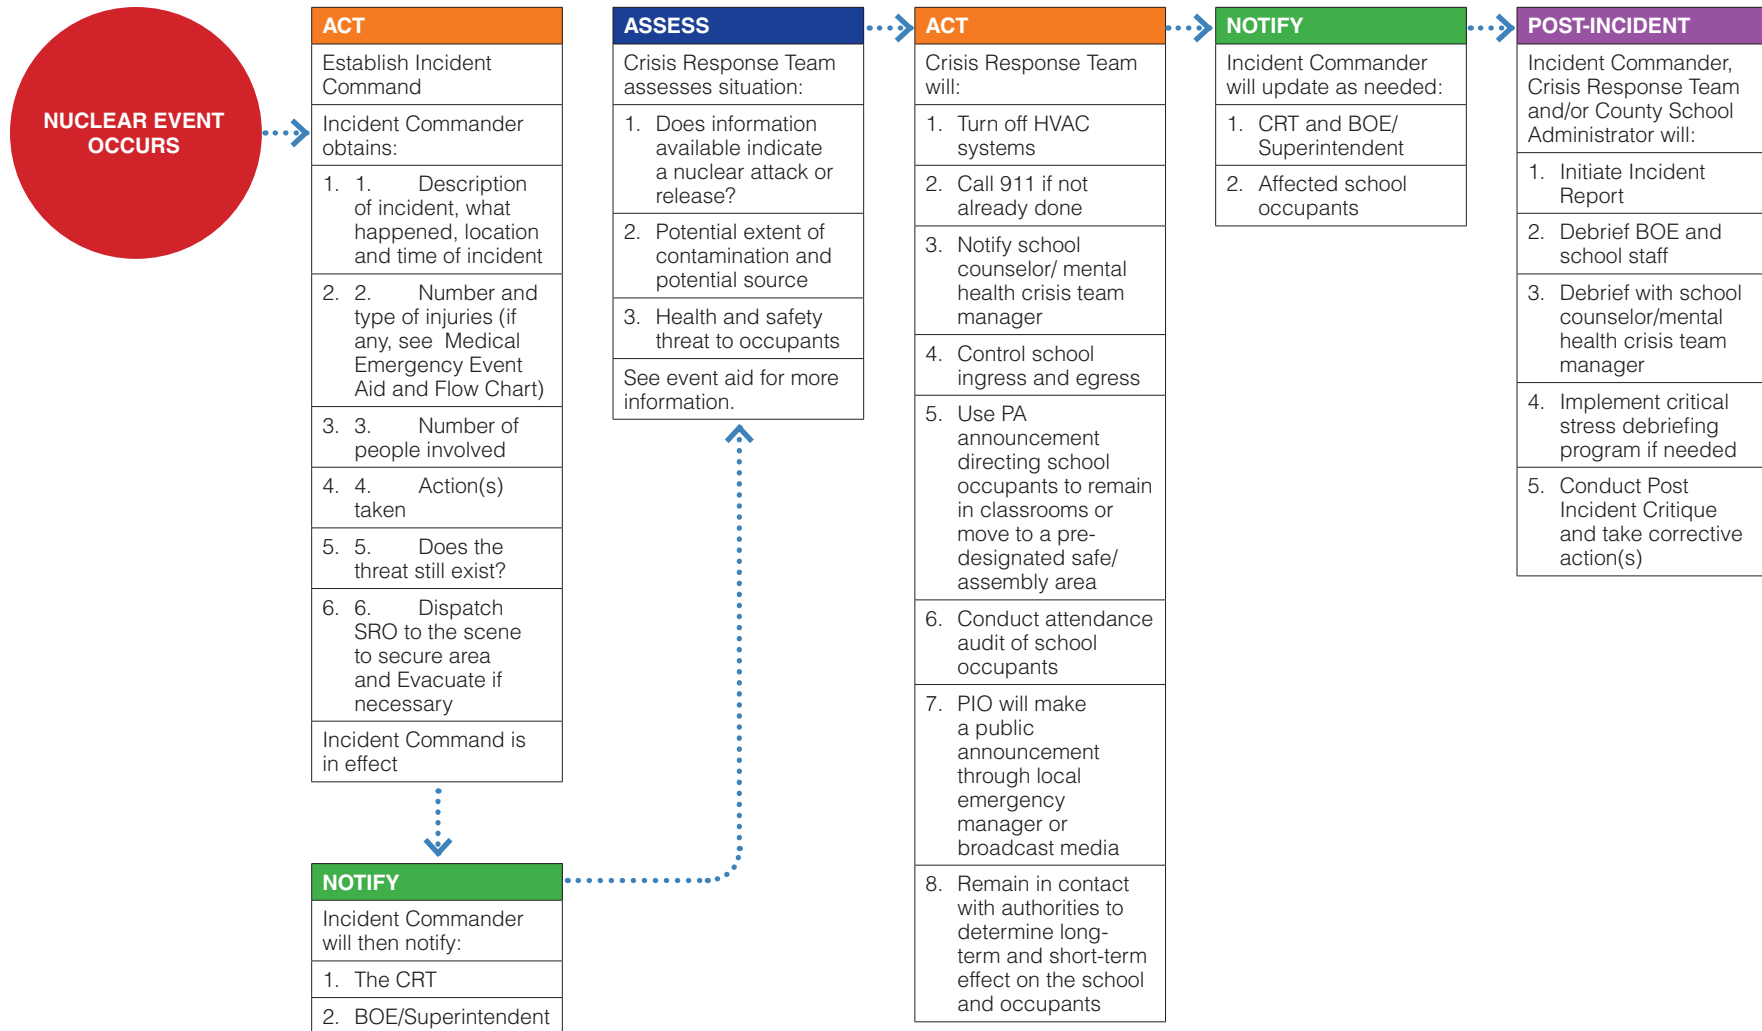 NUCLEAR EVENT
OCCURS
ACT
Establish Incident
Command
Incident Commander
obtains:
1. 1. Description
of incident, what
happened, location
and time of incident
2. 2. Number and
type of injuries (if
any, see Medical
Emergency Event
Aid and Flow Chart)
3. 3. Number of
people involved
4. 4. Action(s)
taken
5. 5. Does the
threat still exist?
6. 6. Dispatch
SRO to the scene
to secure area
and Evacuate if
necessary
Incident Command is
in effect
NOTIFY
Incident Commander
will then notify:
1. The CRT
2. BOE/Superintendent
ASSESS
Crisis Response Team
assesses situation:
1. Does information
available indicate
a nuclear attack or
release?
2. Potential extent of
contamination and
potential source
3. Health and safety
threat to occupants
See event aid for more
information.
ACT
Crisis Response Team
will:
1. Turn off HVAC
systems
2. Call 911 if not
already done
3. Notify school
counselor/ mental
health crisis team
manager
4. Control school
ingress and egress
5. Use PA
announcement
directing school
occupants to remain
in classrooms or
move to a pre-
designated safe/
assembly area
6. Conduct attendance
audit of school
occupants
7. PIO will make
a public
announcement
through local
emergency
manager or
broadcast media
8. Remain in contact
with authorities to
determine long-
term and short-term
effect on the school
and occupants
NOTIFY
Incident Commander
will update as needed:
1. CRT and BOE/
Superintendent
2. Affected school
occupants
POST-INCIDENT
Incident Commander,
Crisis Response Team
and/or County School
Administrator will:
1. Initiate Incident
Report
2. Debrief BOE and
school staff
3. Debrief with school
counselor/mental
health crisis team
manager
4. Implement critical
stress debriefing
program if needed
5. Conduct Post
Incident Critique
and take corrective
action(s)